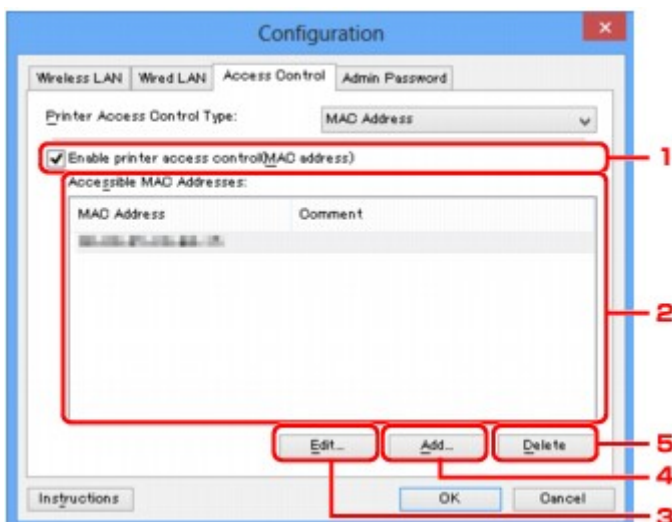 Configuration
Wireless LAN Wired LAN Access Control Admin Password
Printer Access Control Type: MAC Address
Enable printer access control(MAC address) 1
Accessible MAC Addresses:
MAC Address Comment
2
Edit... Add... Delete 5
4
Instructions OK Cancel
3